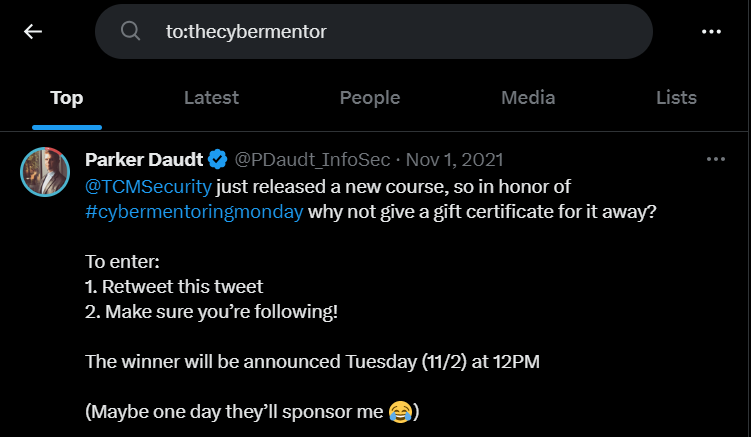 to:thecybermentor
Top
Latest
People
Media
Lists
Parker Daudt @PDaudt_InfoSec · Nov 1, 2021
@TCMSecurity just released a new course, so in honor of
#cybermentoringmonday why not give a gift certificate for it away?
To enter:
1. Retweet this tweet
2. Make sure you’re following!
The winner will be announced Tuesday (11/2) at 12PM
(Maybe one day they’ll sponsor me 😂)